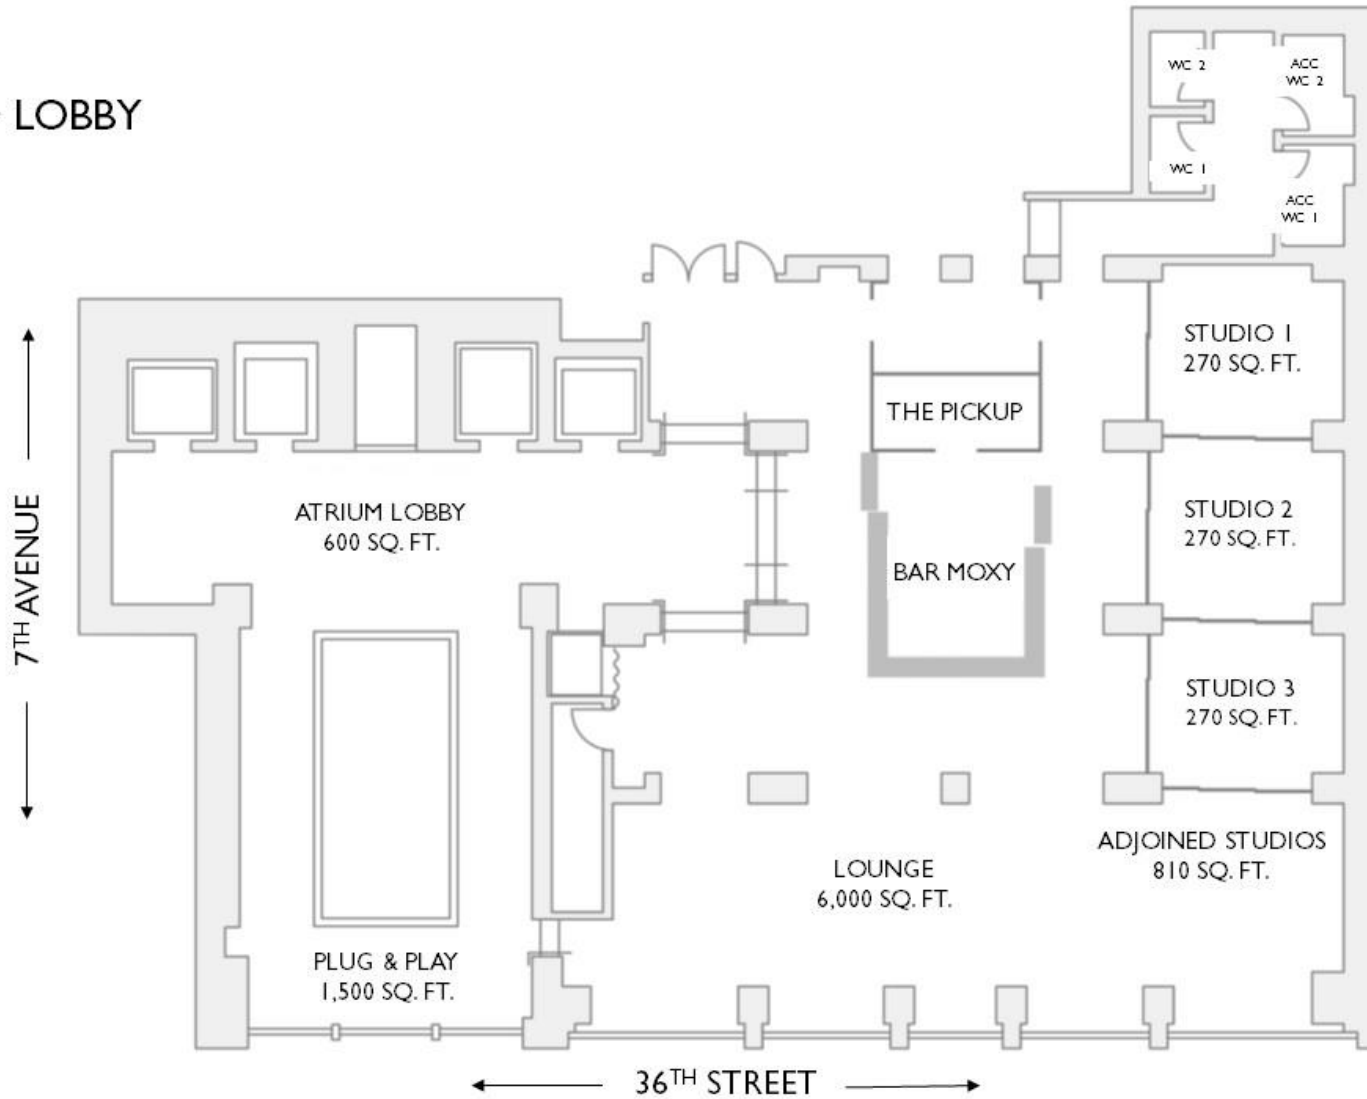 LOBBY
WC 2
ACC
WC 2
WC 1
ACC
WC 1
STUDIO 1
270 SQ. FT.
THE PICKUP
ATRIUM LOBBY
600 SQ. FT.
STUDIO 2
270 SQ. FT.
7TH AVENUE
BAR MOXY
STUDIO 3
270 SQ. FT.
ADJOINED STUDIOS
810 SQ. FT.
LOUNGE
6,000 SQ. FT.
PLUG & PLAY
1,500 SQ. FT.
36TH STREET